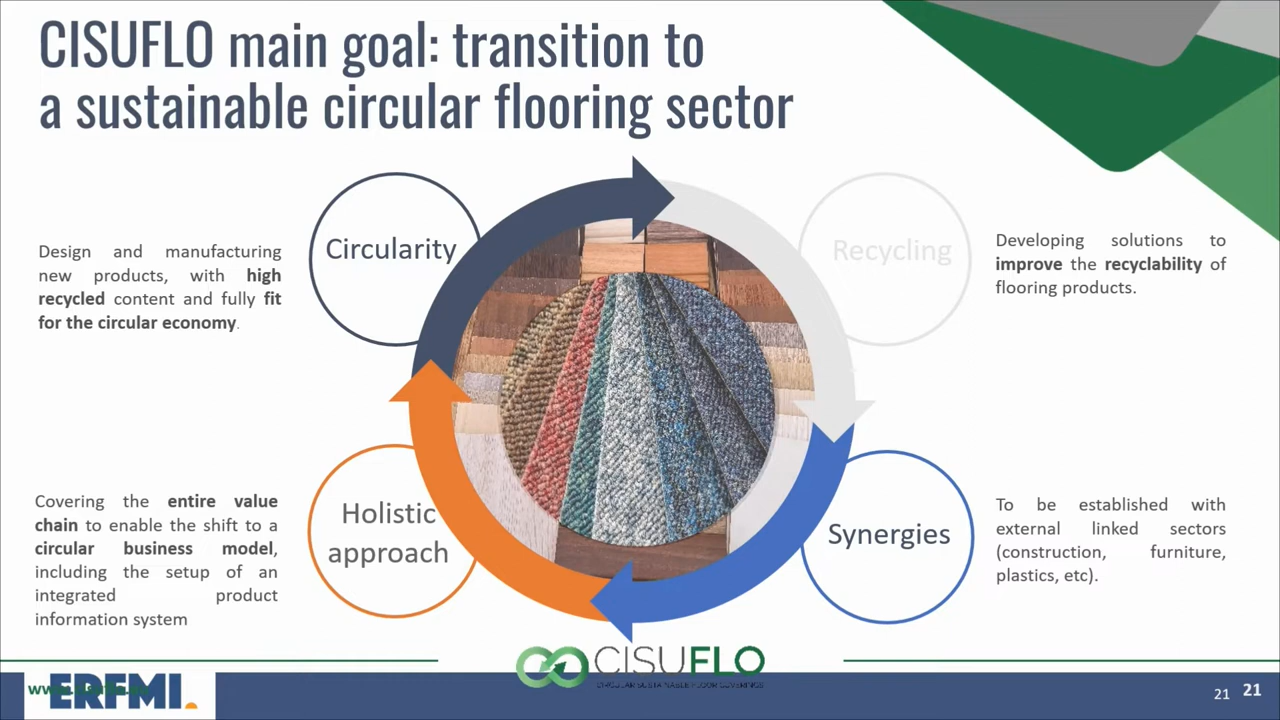 CISUFLO main goal: transition to
a sustainable circular flooring sector
Circularity
Design and manufacturing
new products, with high
recycled content and fully fit
for the circular economy.
Recycling
Developing solutions to
improve the recyclability of
flooring products.
Holistic
approach
Covering the entire value
chain to enable the shift to a
circular business model,
including the setup of an
integrated product
information system
Synergies
To be established with
external linked sectors
(construction, furniture,
plastics, etc).
CISUFLO
CIRCULAR SUSTAINABLE FLOOR COVERINGS
ERFMI.
21 21